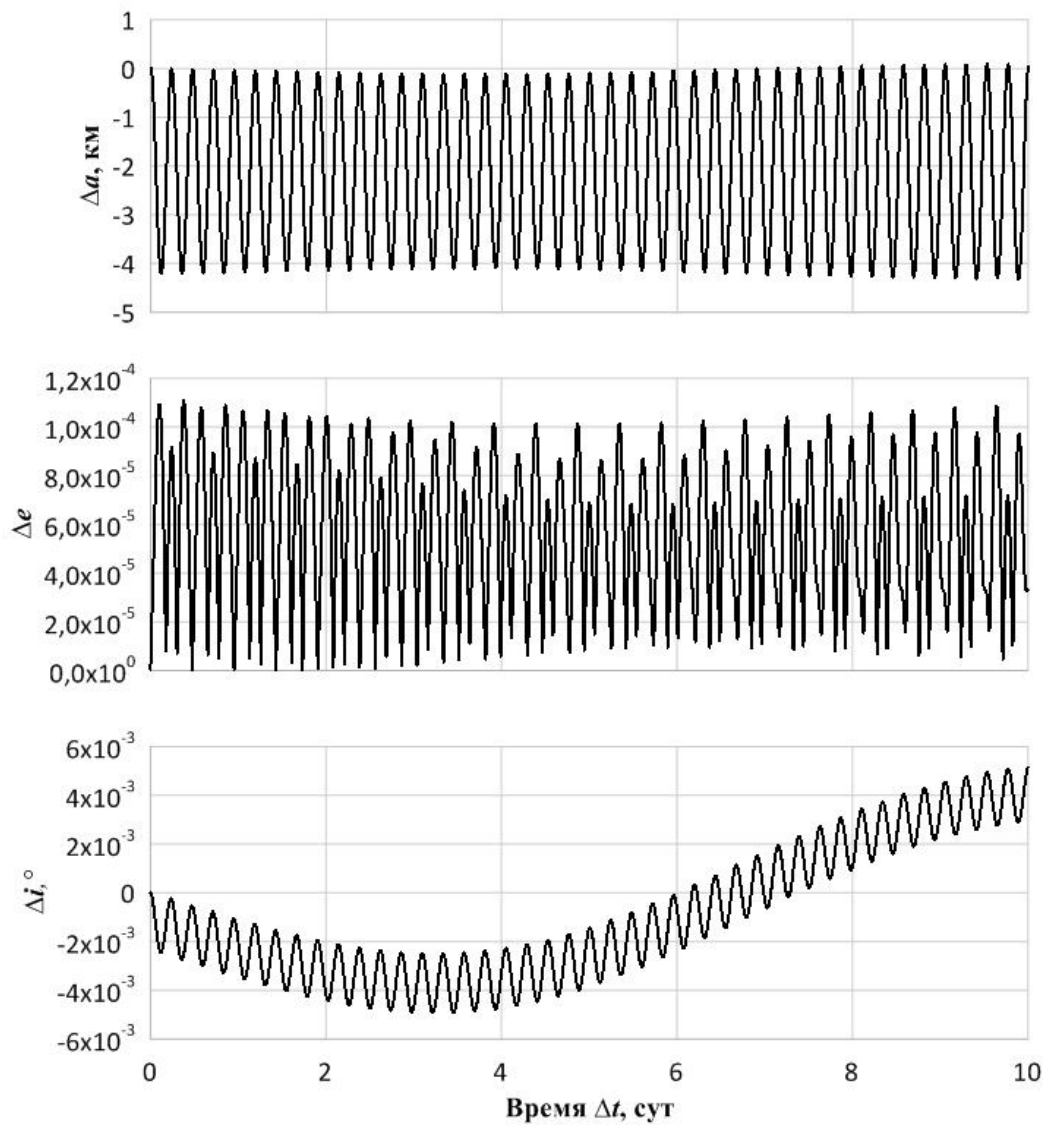 1
0
-1
-2
-3
-4
-5
Δa, км
1,2x10⁻⁴
1,0x10⁻⁴
8,0x10⁻⁵
6,0x10⁻⁵
4,0x10⁻⁵
2,0x10⁻⁵
0,0x10⁰
Δe
6x10⁻³
4x10⁻³
2x10⁻³
0
-2x10⁻³
-4x10⁻³
-6x10⁻³
Δi,°
0 2 4 6 8 10
Время Δt, сут